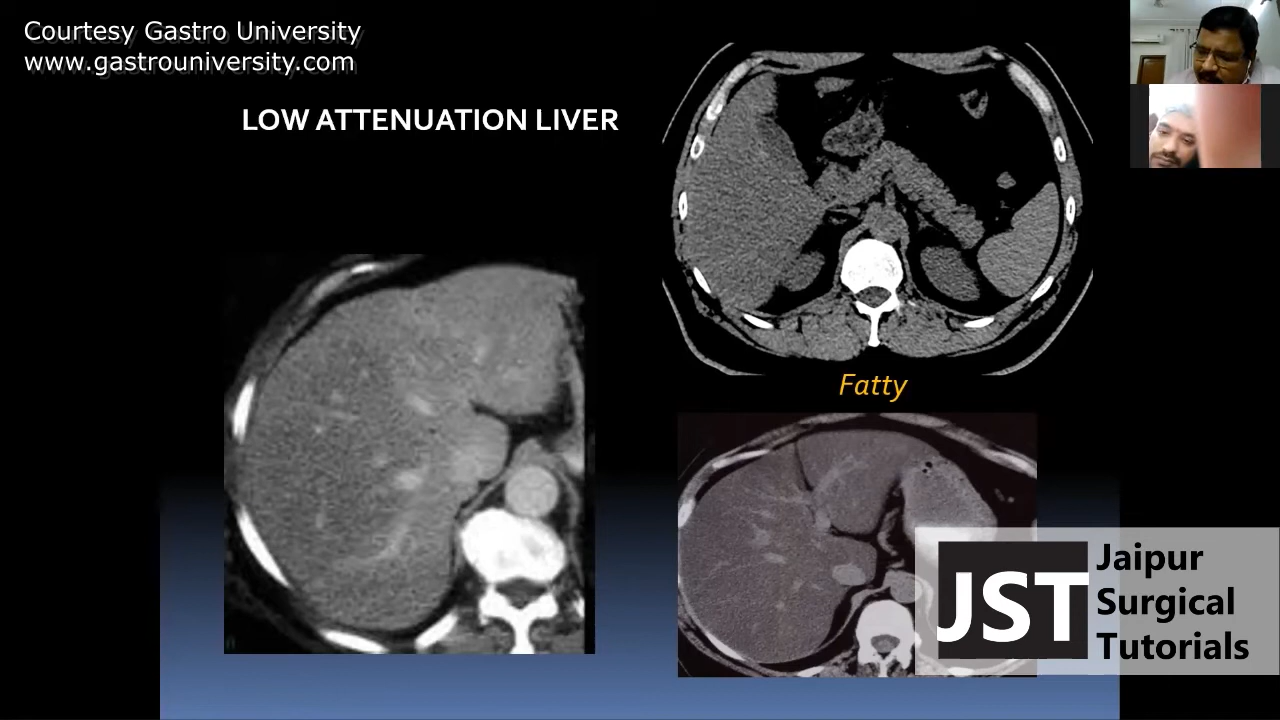 Courtesy Gastro University
www.gastrouniversity.com
LOW ATTENUATION LIVER
Fatty
JST
Jaipur
Surgical
Tutorials